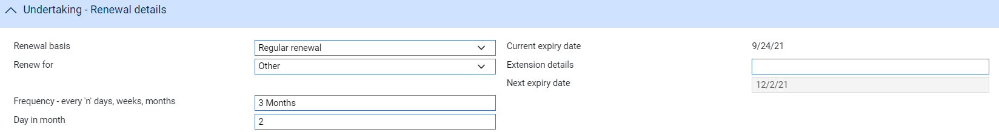 Undertaking - Renewal details
Renewal basis
Regular renewal
Renew for
Other
Frequency - every 'n' days, weeks, months
3 Months
Day in month
2
Current expiry date
9/24/21
Extension details
Next expiry date
12/2/21